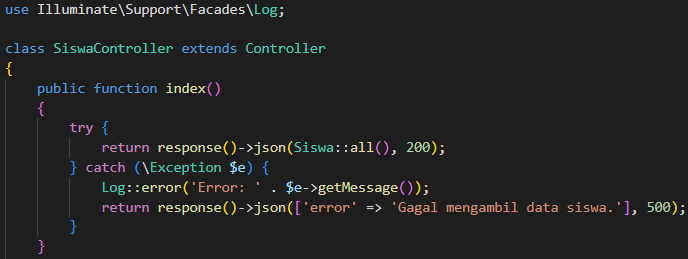 use Illuminate\Support\Facades\Log;
class SiswaController extends Controller
{
public function index()
{
try {
return response()->json(Siswa::all(), 200);
} catch (\Exception $e) {
Log::error('Error: ' . $e->getMessage());
return response()->json(['error' => 'Gagal mengambil data siswa.'], 500);
}
}